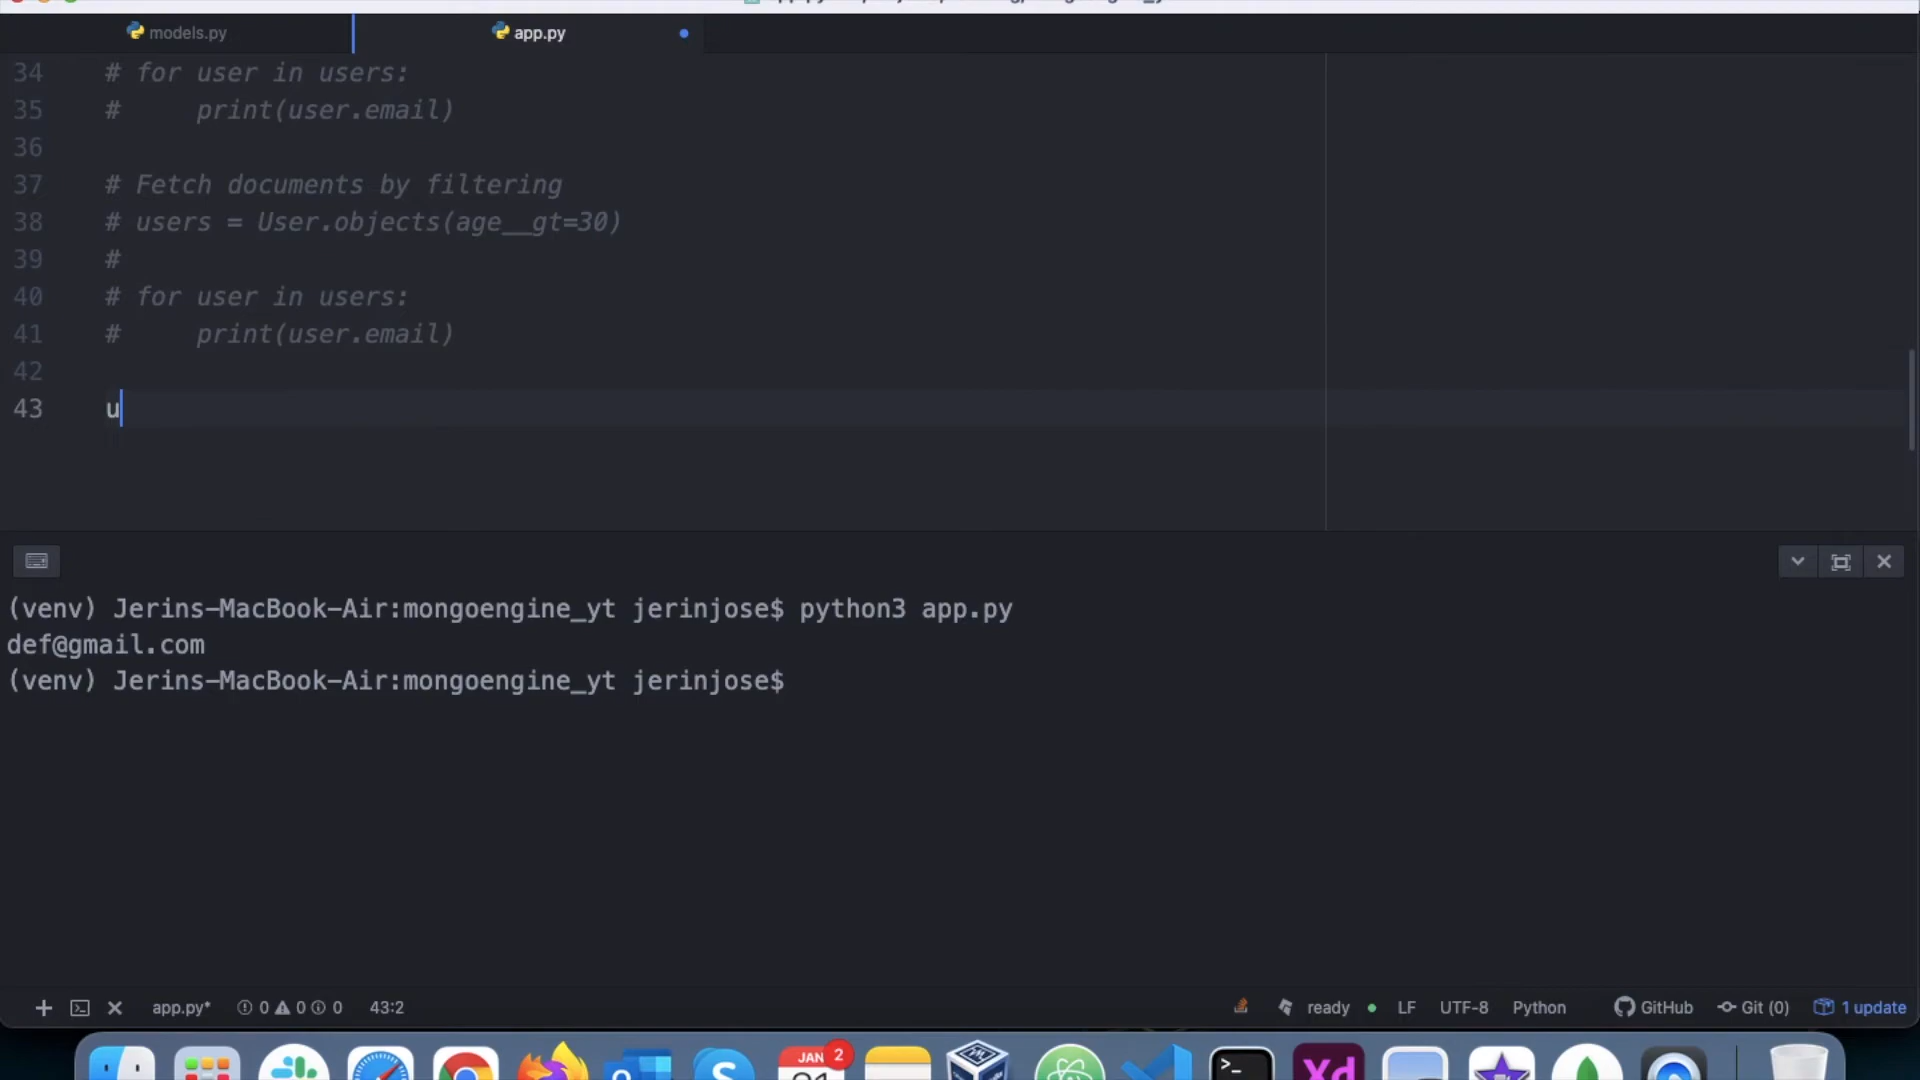 models.py
app.py
34 # for user in users:
35 #     print(user.email)
36
37 # Fetch documents by filtering
38 # users = User.objects(age__gt=30)
39 #
40 # for user in users:
41 #     print(user.email)
42
43 u
(venv) Jerins-MacBook-Air:mongoengine_yt jerinjose$ python3 app.py
def@gmail.com
(venv) Jerins-MacBook-Air:mongoengine_yt jerinjose$
app.py* 0 0 0 43:2 ready LF UTF-8 Python GitHub Git (0) 1 update
JAN 2
Xd